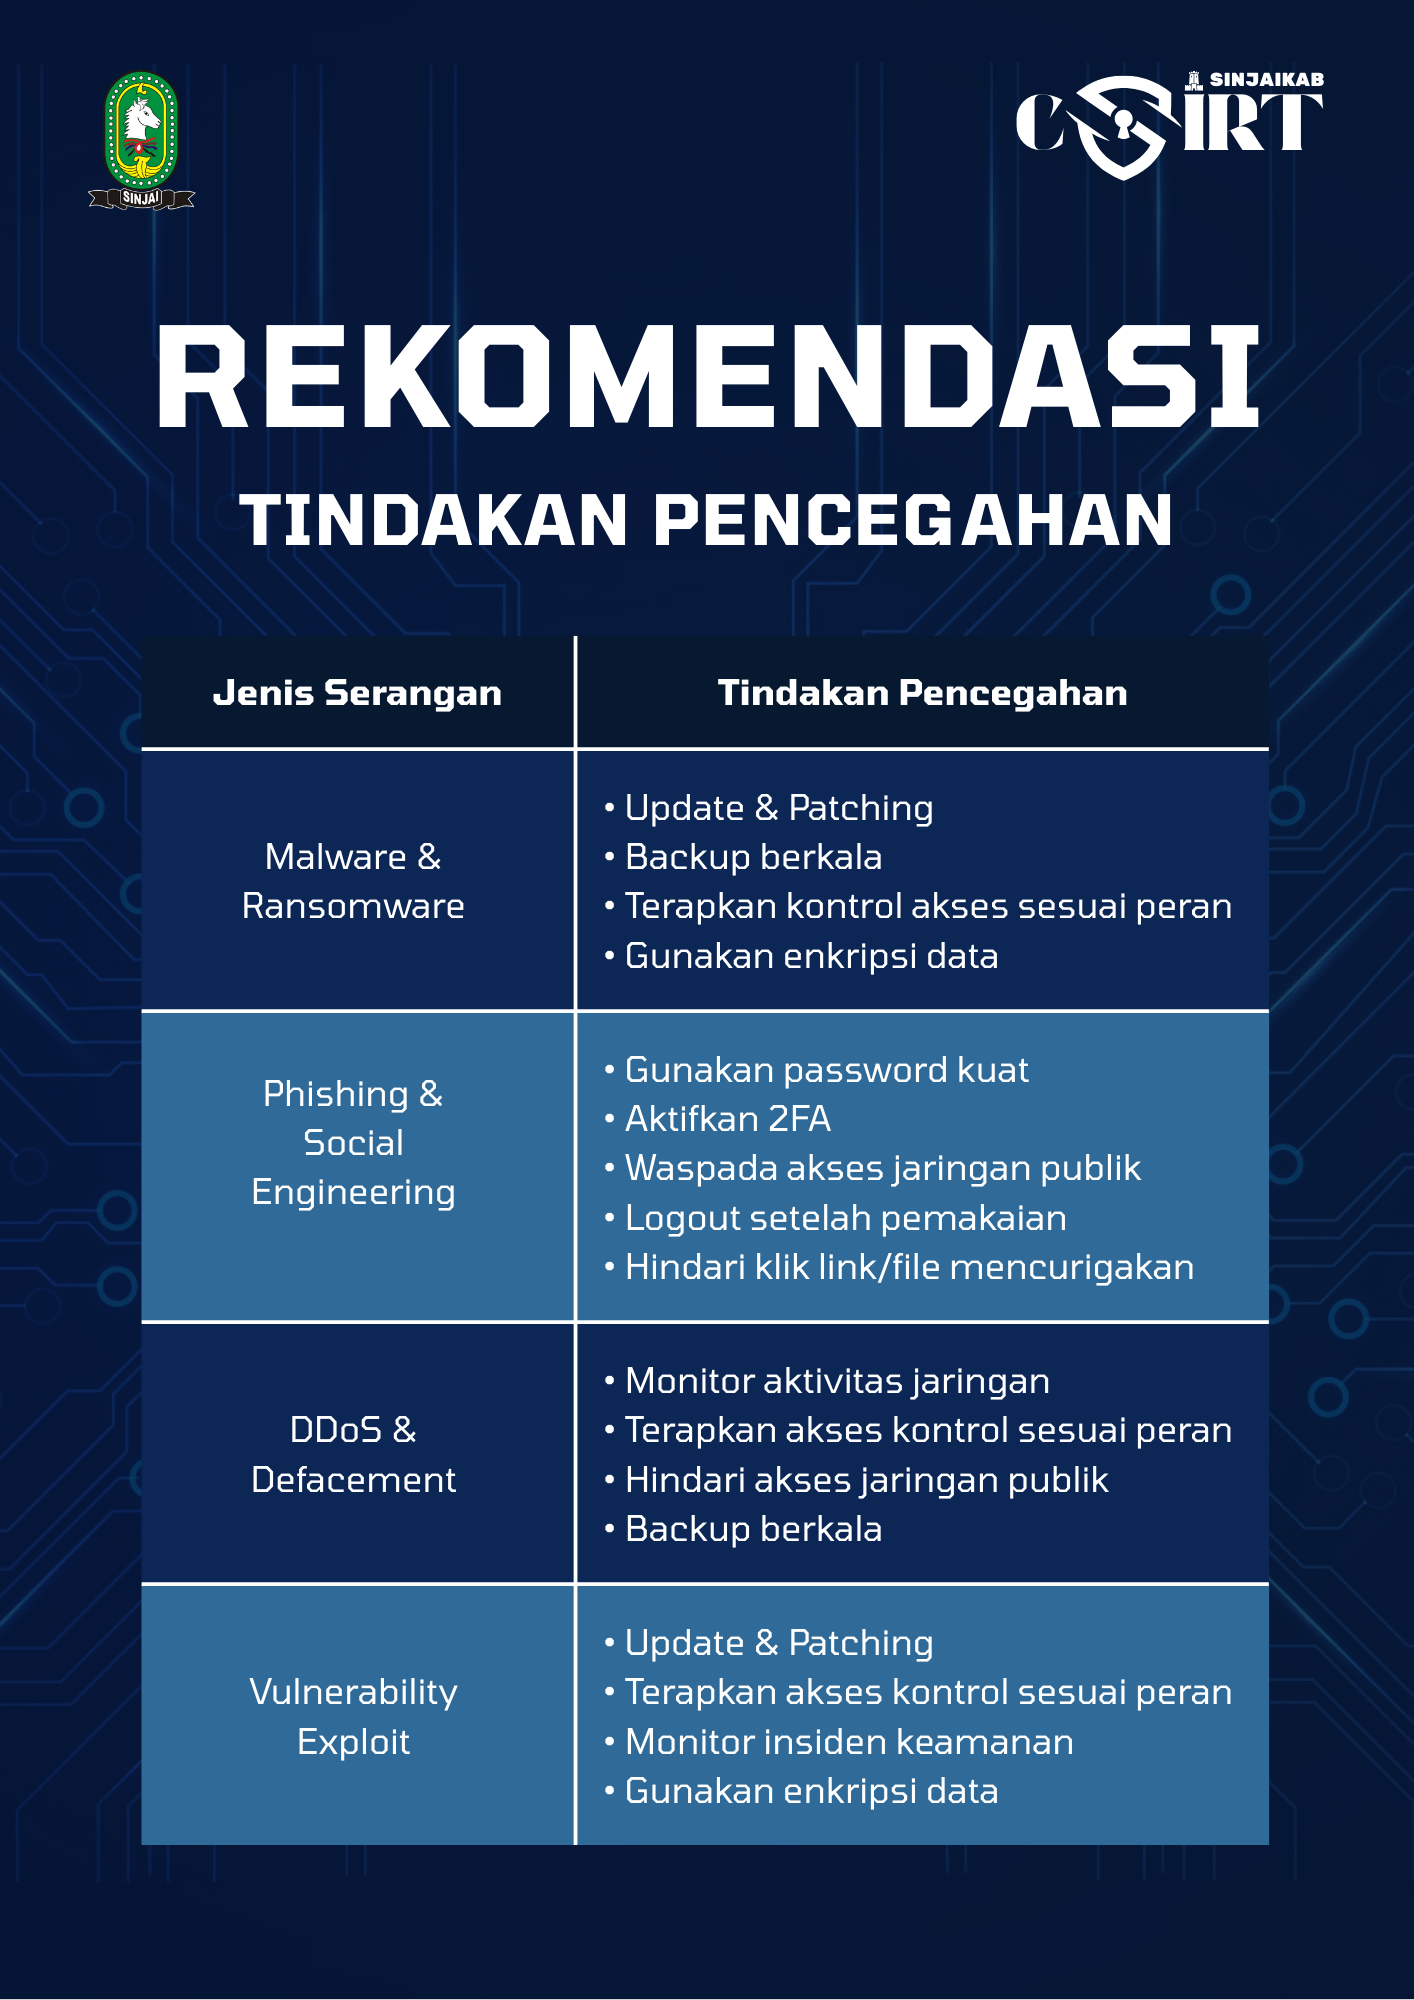 SINJAI
SINJAIKAB
CSIRT
REKOMENDASI
TINDAKAN PENCEGAHAN
Jenis Serangan
Tindakan Pencegahan
Malware &
Ransomware
• Update & Patching
• Backup berkala
• Terapkan kontrol akses sesuai peran
• Gunakan enkripsi data
Phishing &
Social
Engineering
• Gunakan password kuat
• Aktifkan 2FA
• Waspada akses jaringan publik
• Logout setelah pemakaian
• Hindari klik link/file mencurigakan
DDoS &
Defacement
• Monitor aktivitas jaringan
• Terapkan akses kontrol sesuai peran
• Hindari akses jaringan publik
• Backup berkala
Vulnerability
Exploit
• Update & Patching
• Terapkan akses kontrol sesuai peran
• Monitor insiden keamanan
• Gunakan enkripsi data